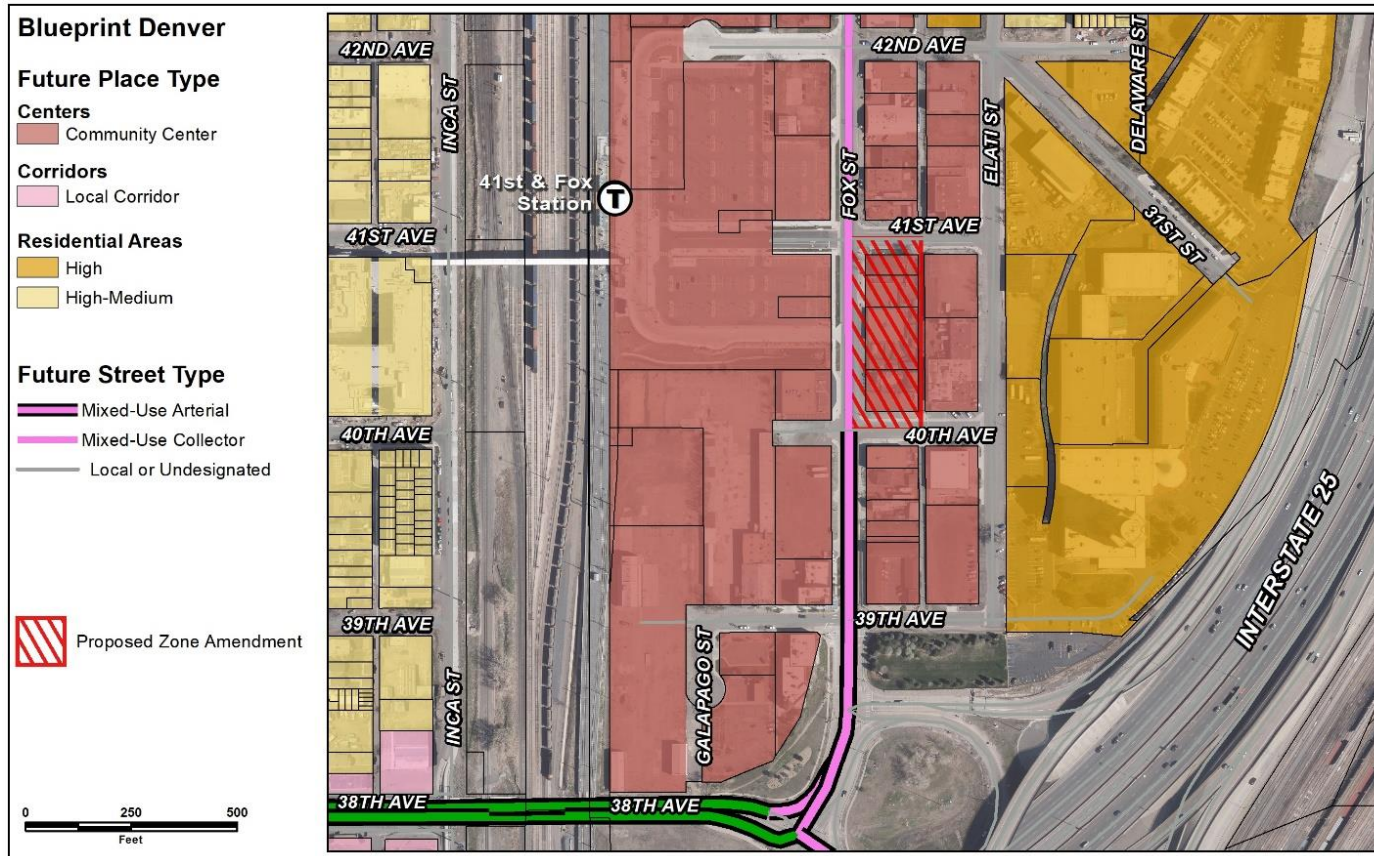 Blueprint Denver
Future Place Type
Centers
Community Center
Corridors
Local Corridor
Residential Areas
High
High-Medium
Future Street Type
Mixed-Use Arterial
Mixed-Use Collector
Local or Undesignated
Proposed Zone Amendment
0 250 500
Feet
42ND AVE
42ND AVE
DELAWARE ST
INCA ST
ELATI ST
FOX ST
41st & Fox
Station
T
31ST ST
41ST AVE
41ST AVE
40TH AVE
40TH AVE
INTERSTATE 25
39TH AVE
39TH AVE
INCA ST
GALAPAGO ST
38TH AVE
38TH AVE